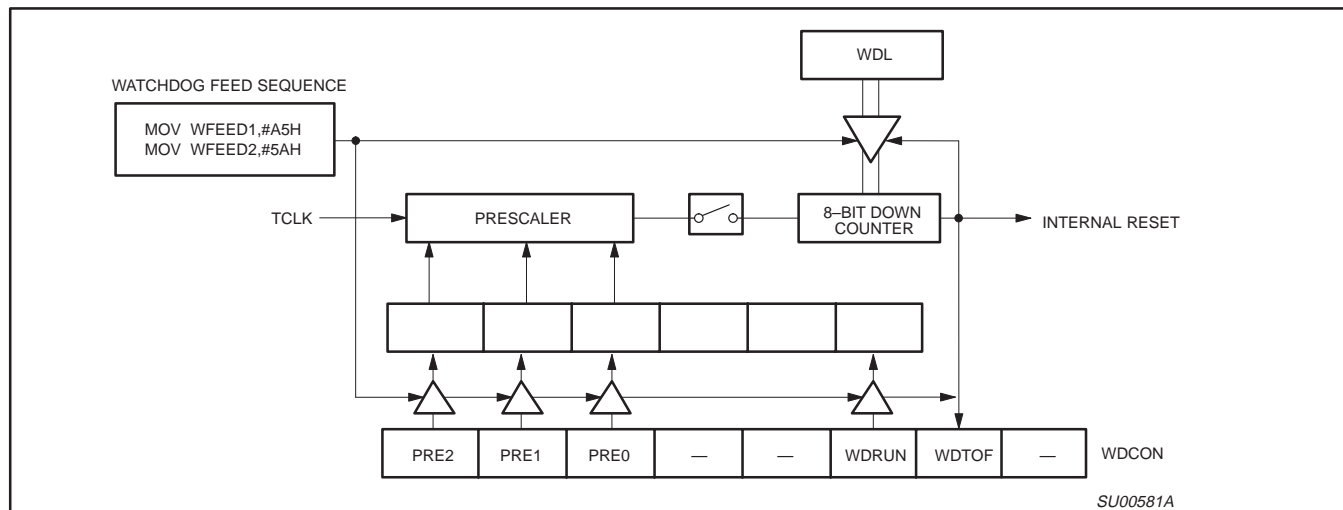 WDL
WATCHDOG FEED SEQUENCE
MOV WFEED1,#A5H
MOV WFEED2,#5AH
TCLK
PRESCALER
8–BIT DOWN
COUNTER
INTERNAL RESET
PRE2 PRE1 PRE0 — — WDRUN WDTOF — WDCON
SU00581A